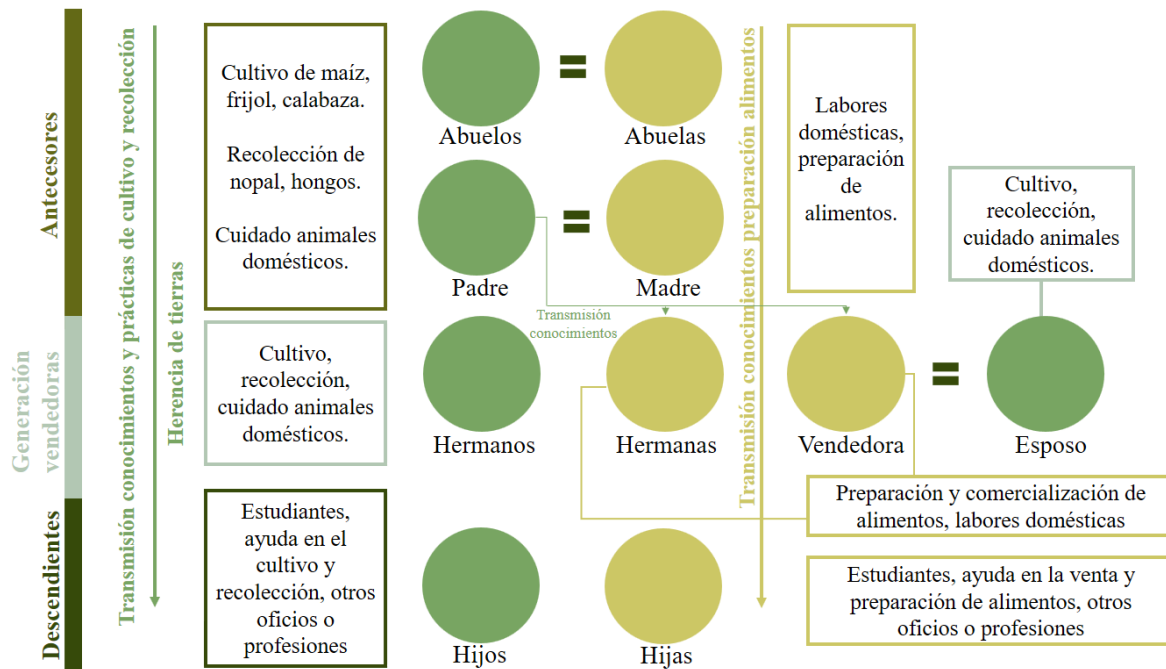 Antecesores
Generación
vendedoras
Descendientes
Transmisión conocimientos y prácticas de cultivo y recolección
Herencia de tierras
Cultivo de maíz,
frijol, calabaza.
Recolección de
nopal, hongos.
Cuidado animales
domésticos.
Cultivo,
recolección,
cuidado animales
domésticos.
Estudiantes,
ayuda en el
cultivo y
recolección, otros
oficios o
profesiones
Abuelos
=
Abuelas
Padre
=
Madre
Transmisión
conocimientos
Hermanos
Hermanas
Vendedora
=
Esposo
Hijos
Hijas
Transmisión conocimientos preparación alimentos
Labores
domésticas,
preparación
de
alimentos.
Cultivo,
recolección,
cuidado animales
domésticos.
Preparación y comercialización de
alimentos, labores domésticas
Estudiantes, ayuda en la venta y
preparación de alimentos, otros
oficios o profesiones